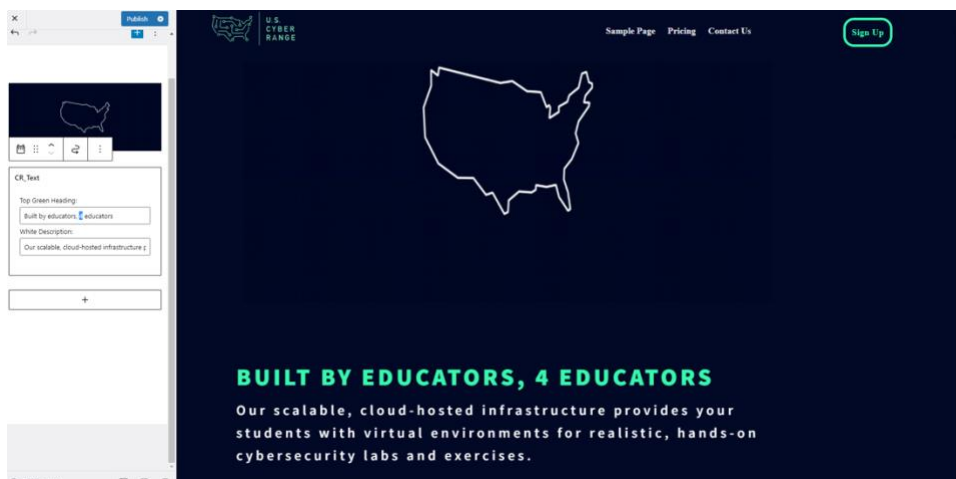 Publish
CR_Text
Top Green Heading:
Built by educators, 4 educators
White Description:
Our scalable, cloud-hosted infrastructure p
U.S.
CYBER
RANGE
Sample Page Pricing Contact Us
Sign Up
BUILT BY EDUCATORS, 4 EDUCATORS
Our scalable, cloud-hosted infrastructure provides your
students with virtual environments for realistic, hands-on
cybersecurity labs and exercises.